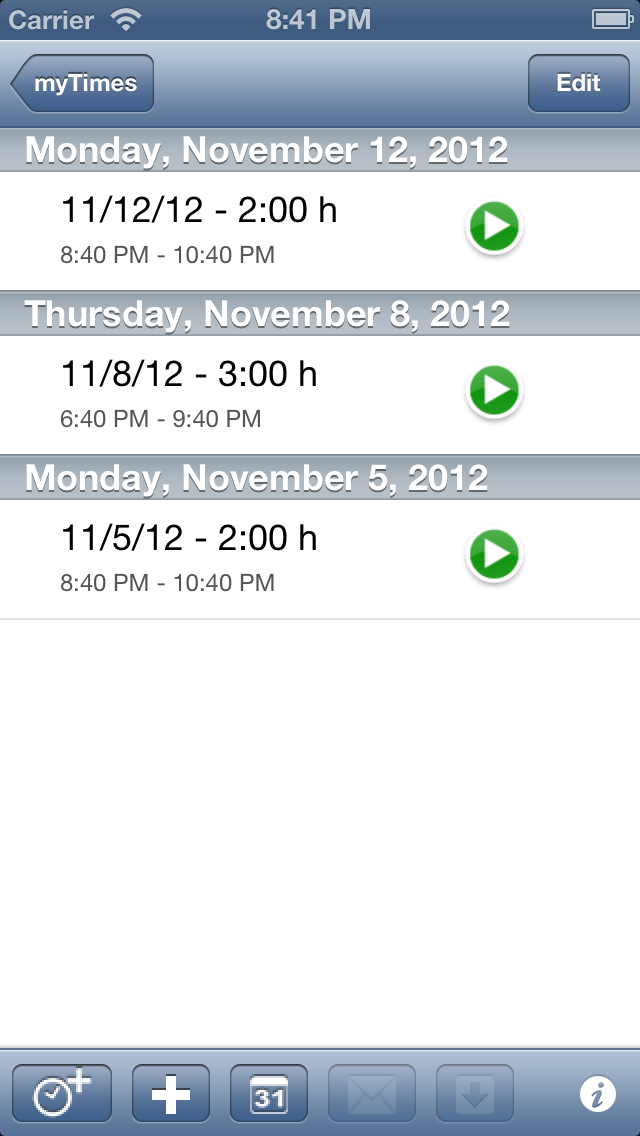 Carrier 8:41 PM
myTimes Edit
Monday, November 12, 2012
11/12/12 - 2:00 h
8:40 PM - 10:40 PM
Thursday, November 8, 2012
11/8/12 - 3:00 h
6:40 PM - 9:40 PM
Monday, November 5, 2012
11/5/12 - 2:00 h
8:40 PM - 10:40 PM
31 i